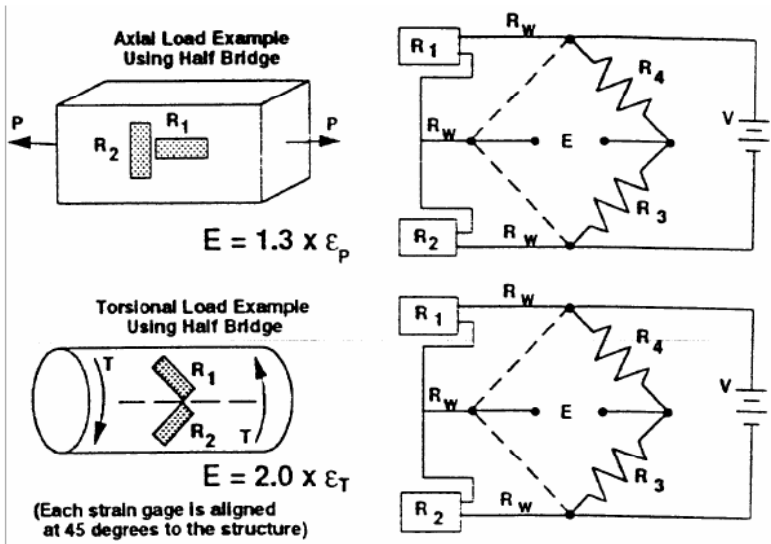 Axial Load Example
Using Half Bridge
P
R1
R2
P
E = 1.3 x εP
R1
RW
R4
RW
E
V
R2
RW
R3
Torsional Load Example
Using Half Bridge
T
R1
R2
T
E = 2.0 x εT
(Each strain gage is aligned
at 45 degrees to the structure)
R1
RW
R4
RW
E
V
R2
RW
R3